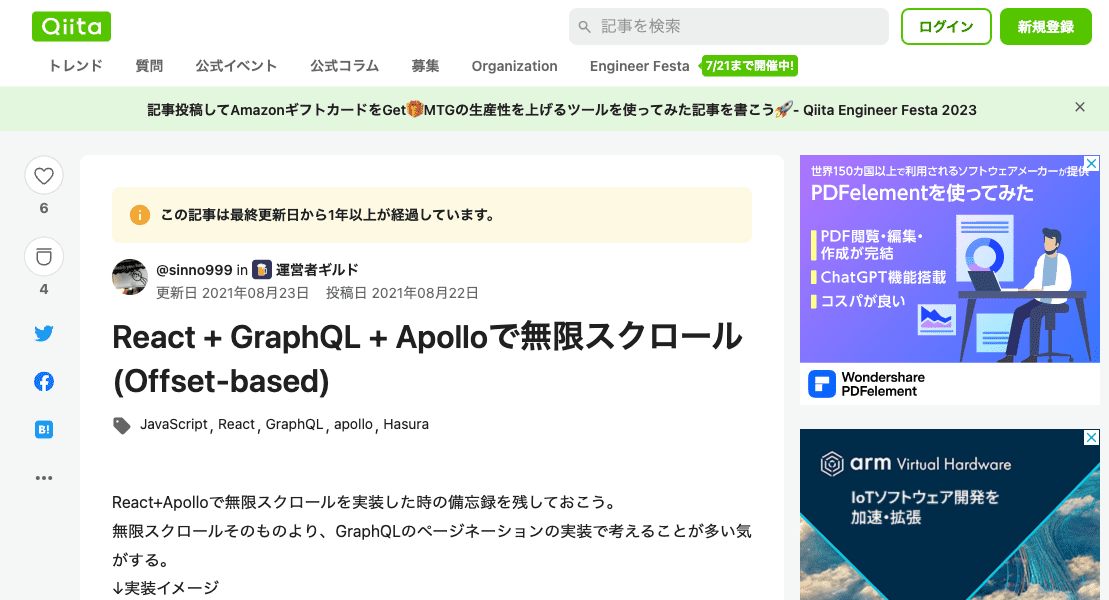 Qiita
記事を検索
ログイン
新規登録
トレンド
質問
公式イベント
公式コラム
募集
Organization
Engineer Festa
7/21まで開催中!
記事投稿してAmazonギフトカードをGet🎁MTGの生産性を上げるツールを使ってみた記事を書こう🚀- Qiita Engineer Festa 2023
6
4
B!
この記事は最終更新日から1年以上が経過しています。
@sinno999 in 🍺 運営者ギルド
更新日 2021年08月23日 投稿日 2021年08月22日
React + GraphQL + Apolloで無限スクロール
(Offset-based)
JavaScript, React, GraphQL, apollo, Hasura
React+Apolloで無限スクロールを実装した時の備忘録を残しておこう。
無限スクロールそのものより、GraphQLのページネーションの実装で考えることが多い気
がする。
↓実装イメージ
世界150カ国以上で利用されるソフトウェアメーカーが提供
PDFelementを使ってみた
PDF閲覧・編集・
作成が完結
ChatGPT機能搭載
コスパが良い
Wondershare
PDFelement
arm Virtual Hardware
IoTソフトウェア開発を
加速・拡張